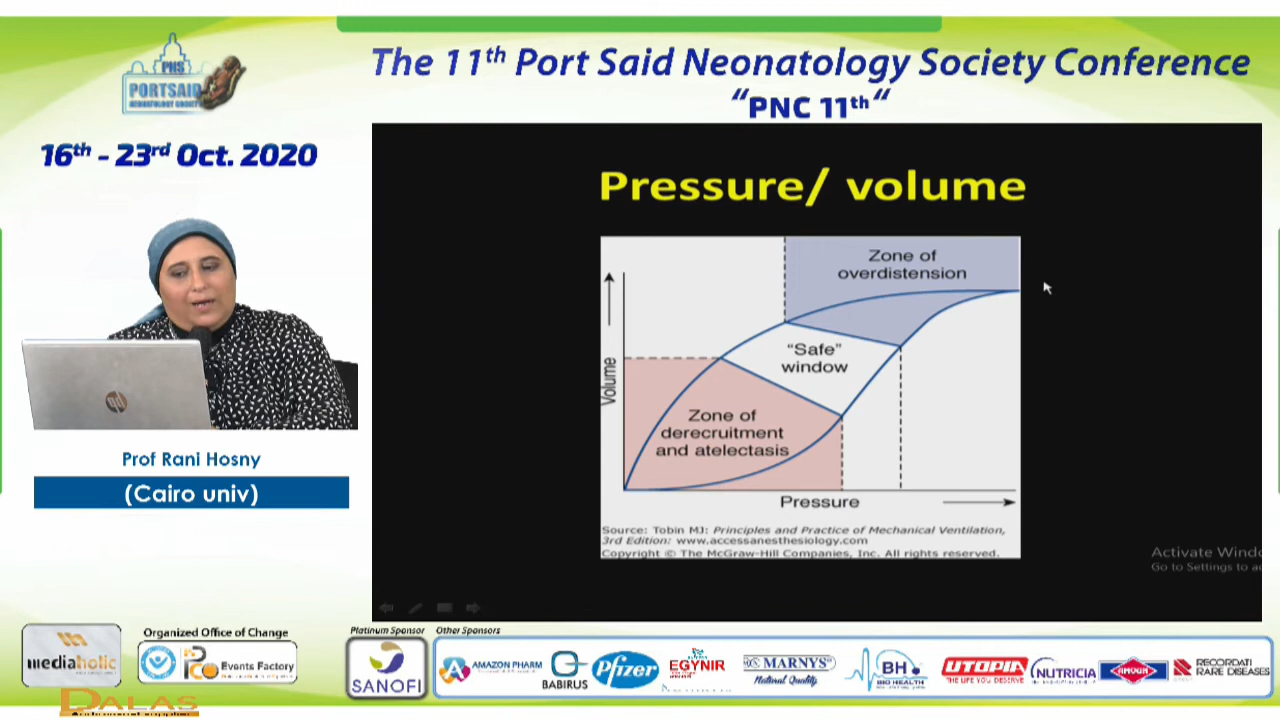 The 11th Port Said Neonatology Society Conference
“PNC 11th“
PNS
PORTSAID
NEONATOLOGY SOCIETY
16th - 23rd Oct. 2020
Prof Rani Hosny
(Cairo univ)
Pressure/ volume
Zone of
overdistension
“Safe”
window
Zone of
derecruitment
and atelectasis
Volume
Pressure
Source: Tobin MJ: Principles and Practice of Mechanical Ventilation,
3rd Edition: www.accessanesthesiology.com
Copyright © The McGraw-Hill Companies, Inc. All rights reserved.
Activate Windo
Go to Settings to a
hp
mediaholic
Organized Office of Change
Events Factory
Platinum Sponsor
SANOFI
Other Sponsors
AMAZON PHARM
BABIRUS
Pfizer
EGYNIR
MARNYS
Natural Quality
BH
BIO HEALTH
UTOPIA
THE LIFE YOU DESERVE
NUTRICIA
AMOUN
RECORDATI
RARE DISEASES
DALAS